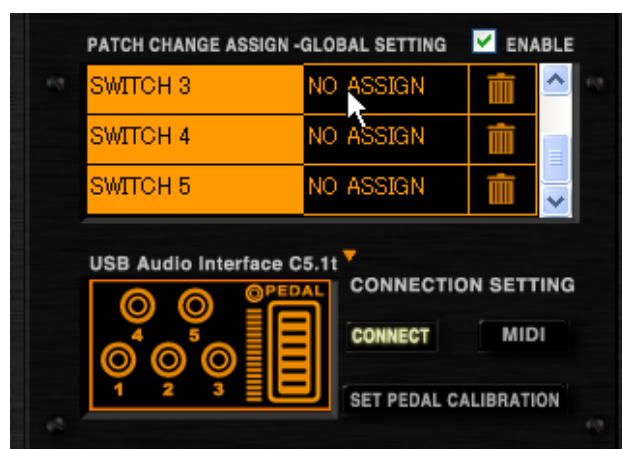 PATCH CHANGE ASSIGN -GLOBAL SETTING ENABLE
SWITCH 3 NO ASSIGN
SWITCH 4 NO ASSIGN
SWITCH 5 NO ASSIGN
USB Audio Interface C5.1t
CONNECTION SETTING
PEDAL
4 5
1 2 3
CONNECT MIDI
SET PEDAL CALIBRATION